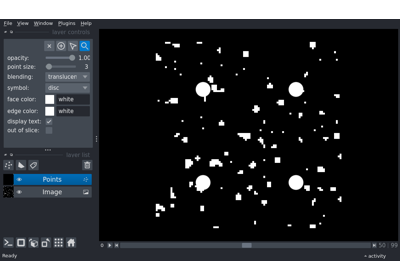 File View Window Plugins Help
layer controls
opacity: 1.00
point size: 3
blending: translucen
symbol: disc
face color: white
edge color: white
display text:
out of slice:
layer list
Points
Image
0 50 99
Ready activity